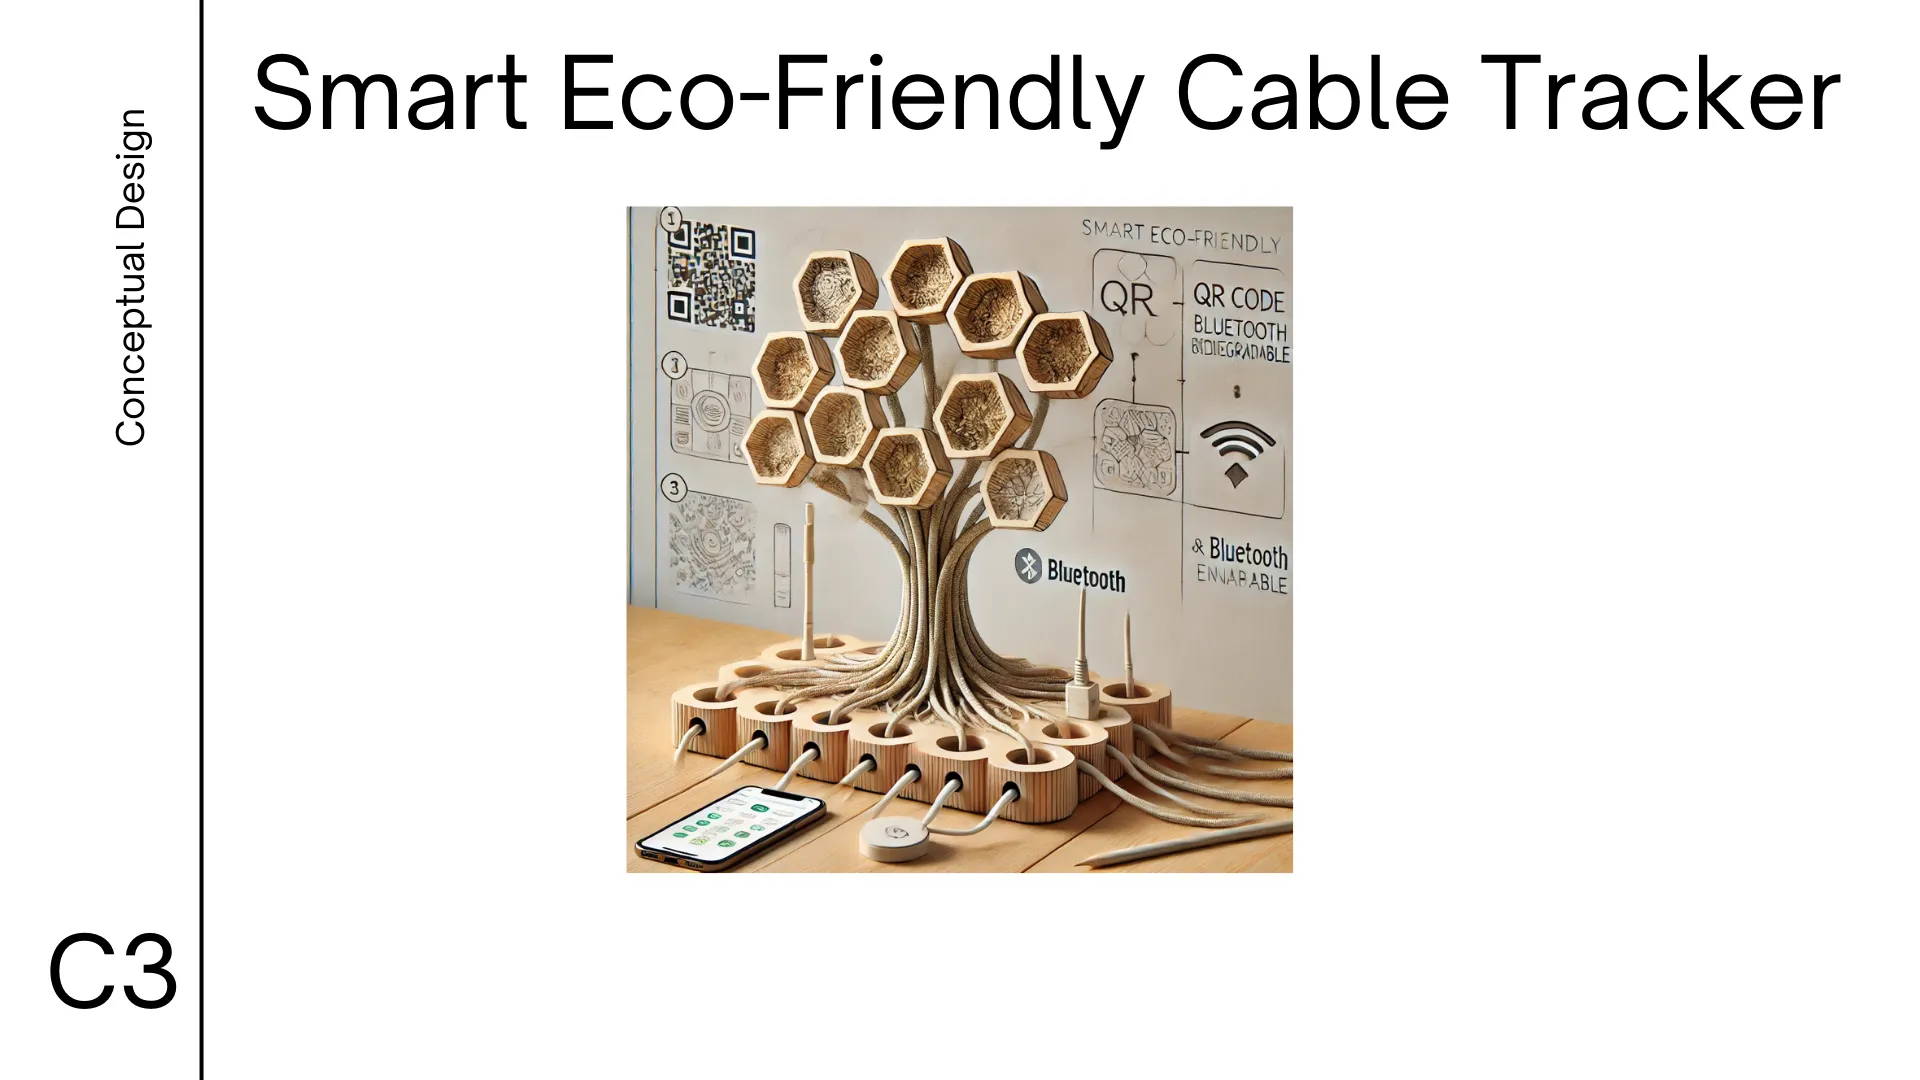 Smart Eco-Friendly Cable Tracker
Conceptual Design
C3
1
3
3
SMART ECO-FRIENDLY
QR
QR CODE
BLUETOOTH
BIDIEGRADABLE
Bluetooth
& Bluetooth
ENVARABLE